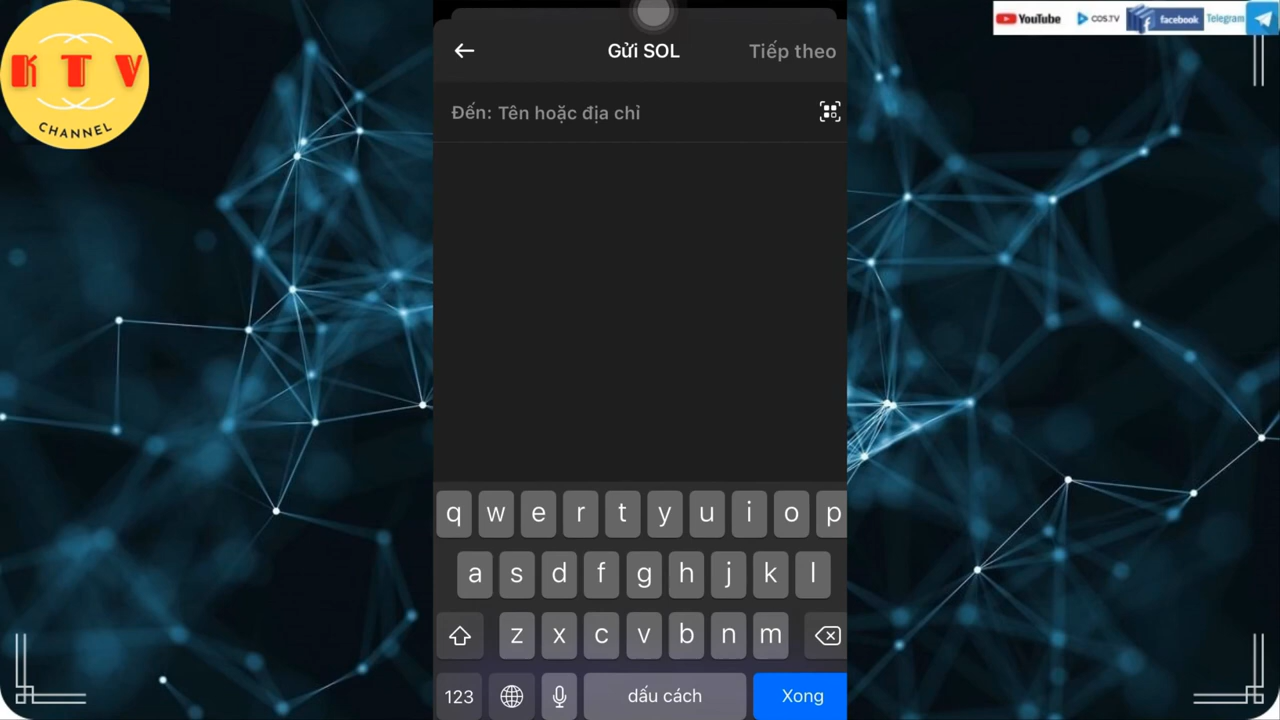 K T V
CHANNEL
YouTube
COS.TV
facebook
Telegram
Gửi SOL
Tiếp theo
Đến: Tên hoặc địa chỉ
q w e r t y u i o p
a s d f g h j k l
z x c v b n m
123
dấu cách
Xong